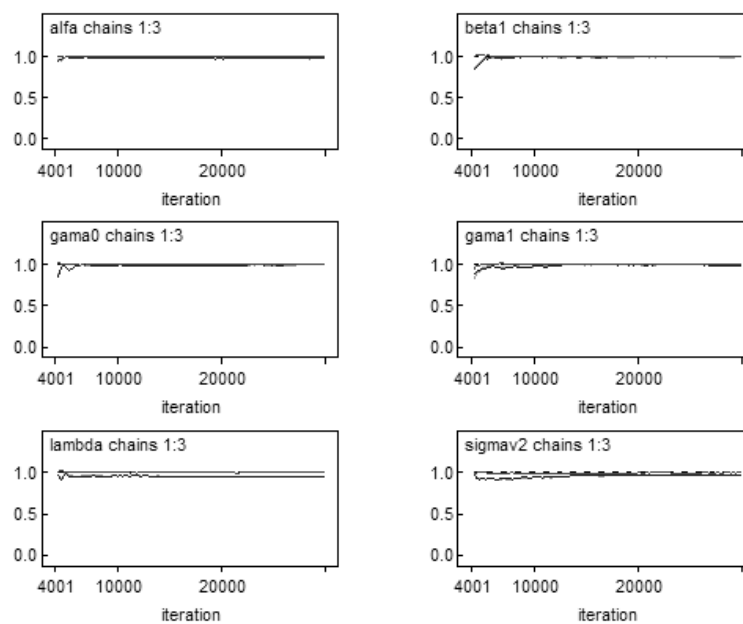 alfa chains 1:3
1.0
0.5
0.0
4001 10000 20000
iteration
beta1 chains 1:3
1.0
0.5
0.0
4001 10000 20000
iteration
gama0 chains 1:3
1.0
0.5
0.0
4001 10000 20000
iteration
gama1 chains 1:3
1.0
0.5
0.0
4001 10000 20000
iteration
lambda chains 1:3
1.0
0.5
0.0
4001 10000 20000
iteration
sigmav2 chains 1:3
1.0
0.5
0.0
4001 10000 20000
iteration